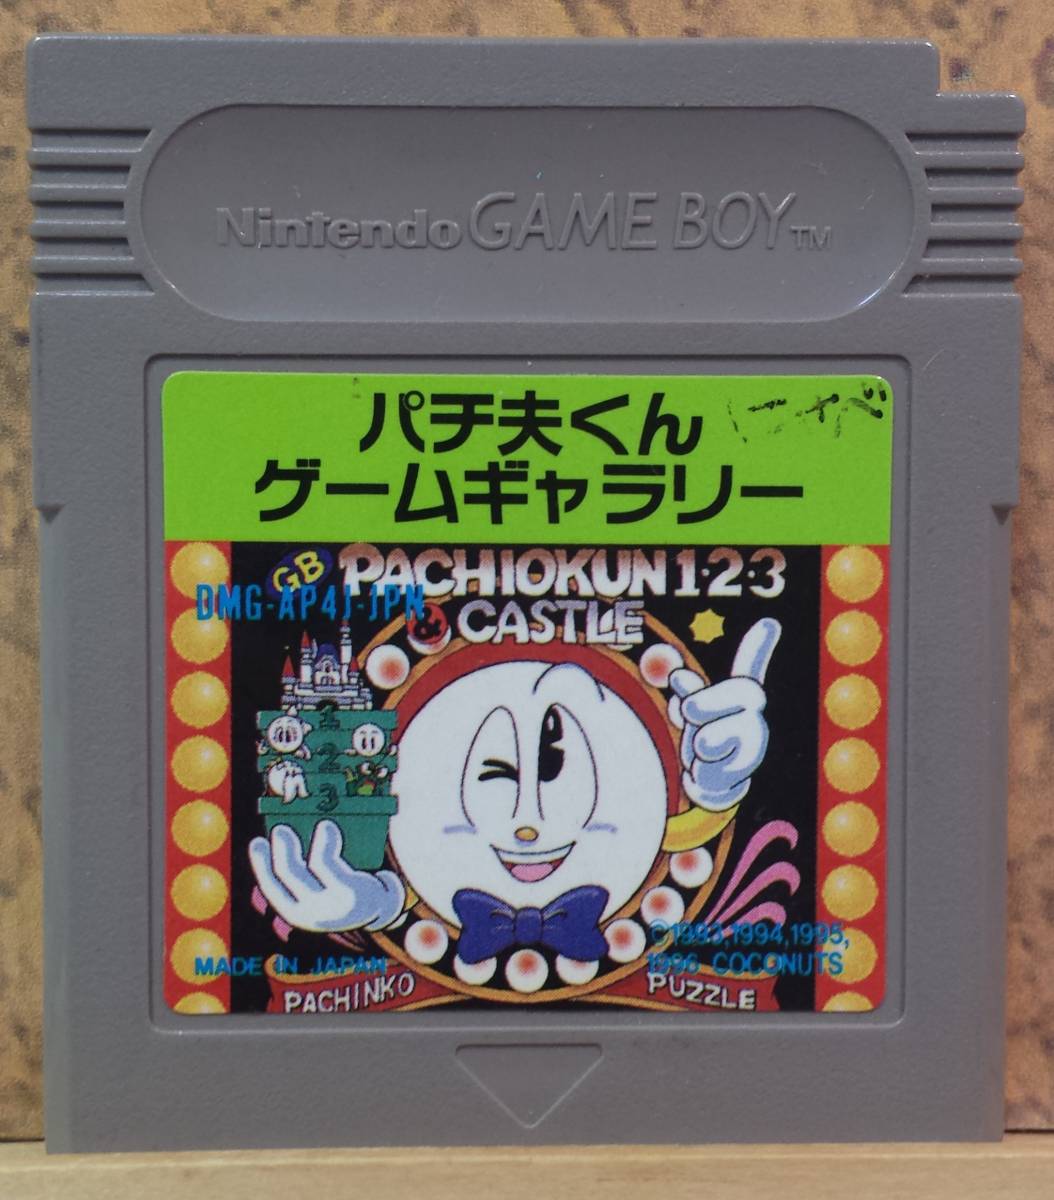 Nintendo GAME BOY TM
パチ夫くん
ゲームギャラリー
GB PACHIOKUN 1・2・3
DMG-AP4J-JPN
& CASTLE
1
2
3
©1993,1994,1995,
MADE IN JAPAN
1996 COCONUTS
PACHINKO
PUZZLE